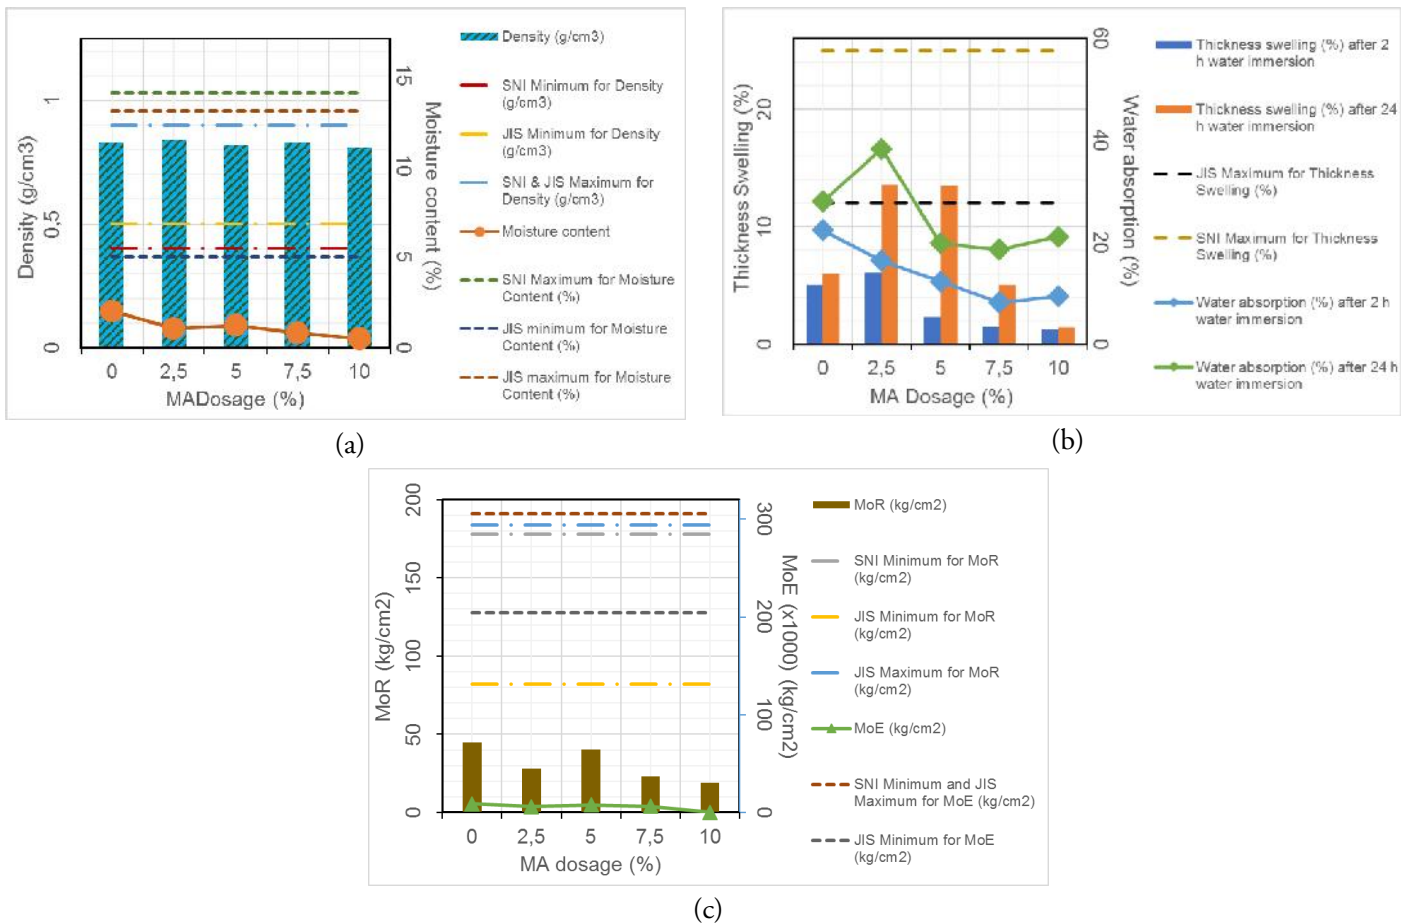 Density (g/cm3)
0
0.5
1
0
5
10
15
Moisture content (%)
0
2,5
5
7,5
10
MADosage (%)
Density (g/cm3)
SNI Minimum for Density
(g/cm3)
JIS Minimum for Density
(g/cm3)
SNI & JIS Maximum for
Density (g/cm3)
Moisture content
SNI Maximum for Moisture
Content (%)
JIS minimum for Moisture
Content (%)
JIS maximum for Moisture
Content (%)
(a)
Thickness Swelling (%)
0
10
20
0
20
40
60
Water absorption (%)
0
2,5
5
7,5
10
MA Dosage (%)
Thickness swelling (%) after 2
h water immersion
Thickness swelling (%) after 24
h water immersion
JIS Maximum for Thickness
Swelling (%)
SNI Maximum for Thickness
Swelling (%)
Water absorption (%) after 2 h
water immersion
Water absorption (%) after 24 h
water immersion
(b)
MoR (kg/cm2)
0
50
100
150
200
0
100
200
300
MoE (x1000) (kg/cm2)
0
2,5
5
7,5
10
MA dosage (%)
MoR (kg/cm2)
SNI Minimum for MoR
(kg/cm2)
JIS Minimum for MoR
(kg/cm2)
JIS Maximum for MoR
(kg/cm2)
MoE (kg/cm2)
SNI Minimum and JIS
Maximum for MoE (kg/cm2)
JIS Minimum for MoE
(kg/cm2)
(c)